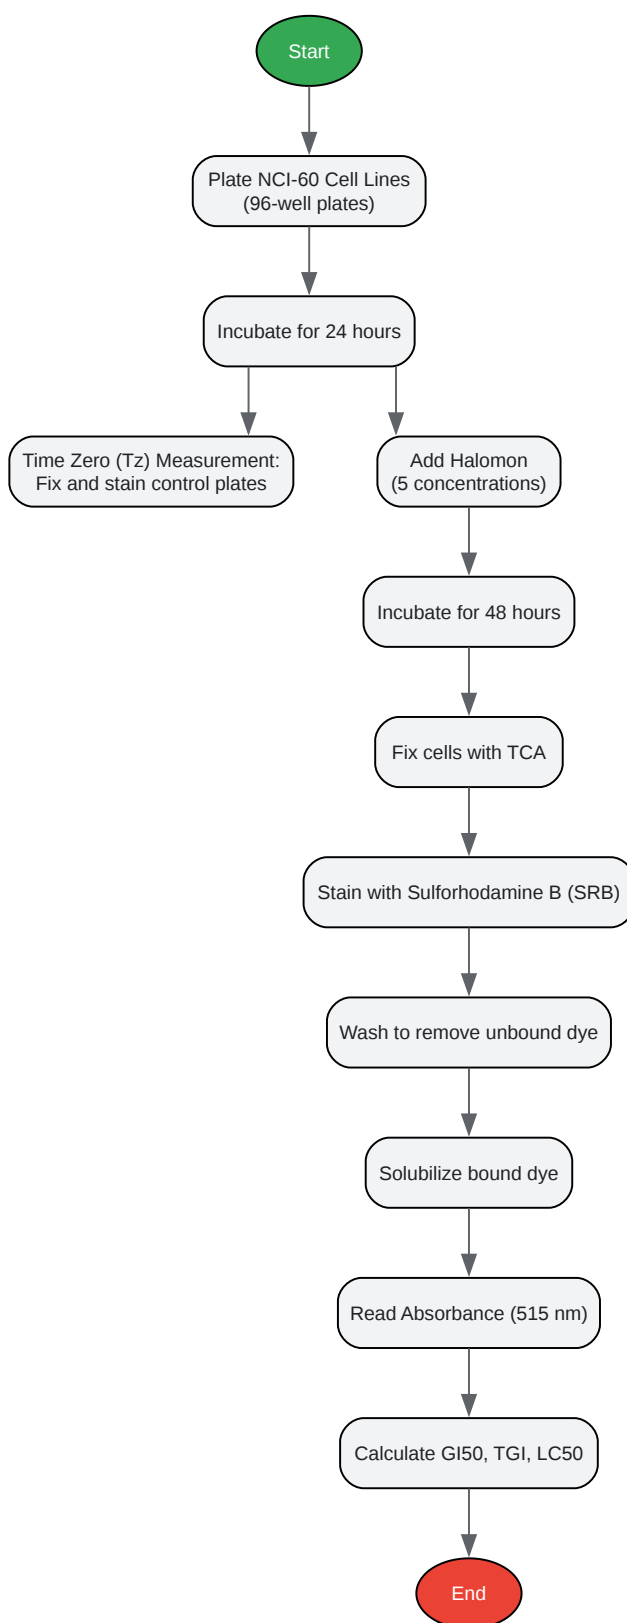 Start
Plate NCI-60 Cell Lines
(96-well plates)
Incubate for 24 hours
Time Zero (Tz) Measurement:
Fix and stain control plates
Add Halomon
(5 concentrations)
Incubate for 48 hours
Fix cells with TCA
Stain with Sulforhodamine B (SRB)
Wash to remove unbound dye
Solubilize bound dye
Read Absorbance (515 nm)
Calculate GI50, TGI, LC50
End